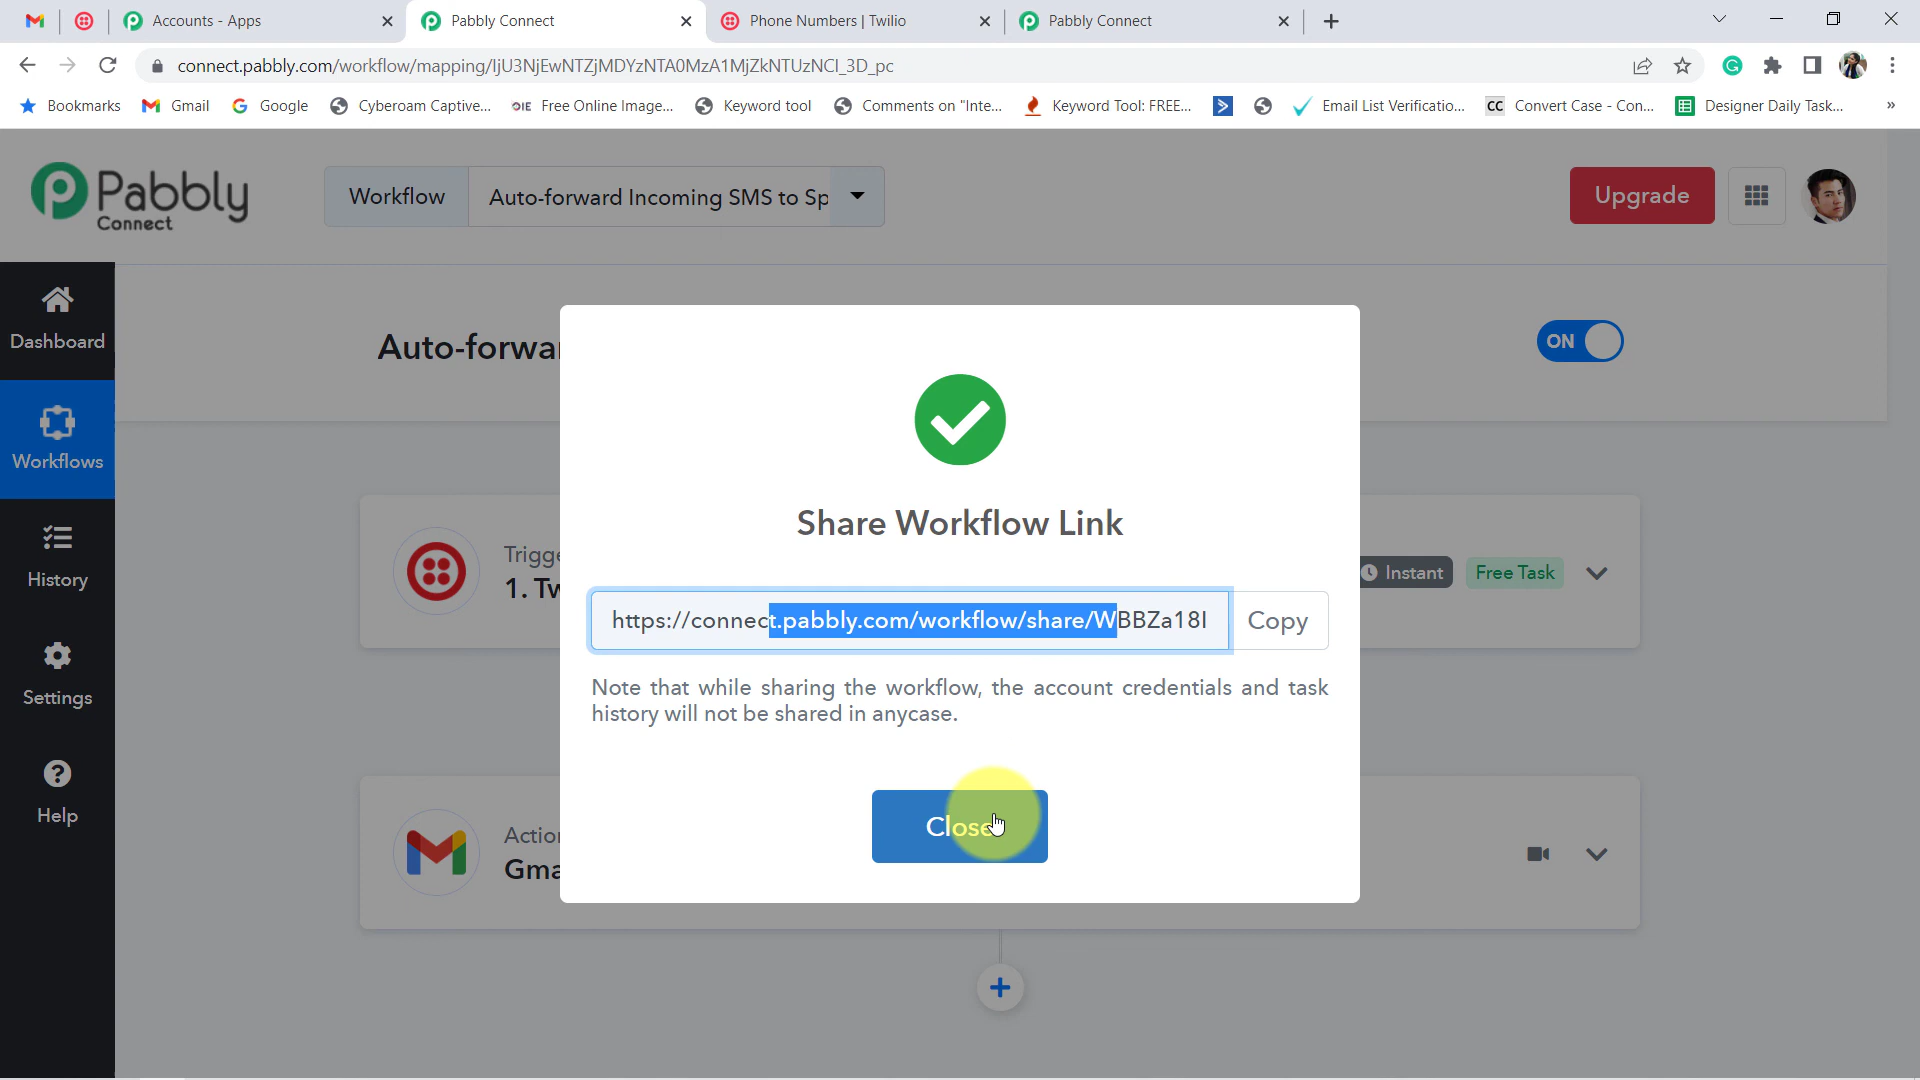 Accounts - Apps
Pabbly Connect
Phone Numbers | Twilio
Pabbly Connect
connect.pabbly.com/workflow/mapping/IjU3NjEwNTZjMDYzNTA0MzA1MjZkNTUzNCI_3D_pc
Bookmarks
Gmail
Google
Cyberoam Captive...
OIE Free Online Image...
Keyword tool
Comments on "Inte...
Keyword Tool: FREE...
Email List Verificatio...
CC Convert Case - Con...
Designer Daily Task...
»
Pabbly
Connect
Workflow
Auto-forward Incoming SMS to Sp
Upgrade
Dashboard
Workflows
History
Settings
Help
Auto-forwa
ON
Trigge
1. Tw
Instant
Free Task
Share Workflow Link
https://connect.pabbly.com/workflow/share/WBBZa18I
Copy
Note that while sharing the workflow, the account credentials and task
history will not be shared in anycase.
Close
Action
Gma